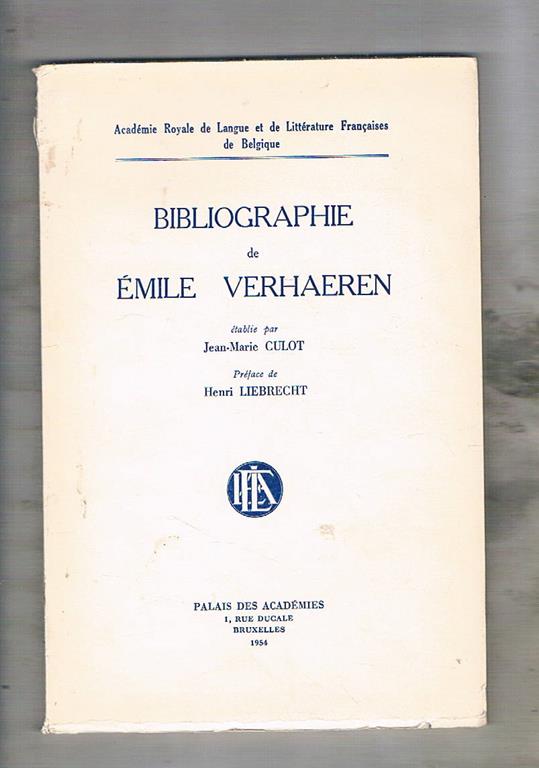 Académie Royale de Langue et de Littérature Françaises
de Belgique
BIBLIOGRAPHIE
de
ÉMILE VERHAEREN
établie par
Jean-Marie CULOT
Préface de
Henri LIEBRECHT
PALAIS DES ACADÉMIES
1, RUE DUCALE
BRUXELLES
1954